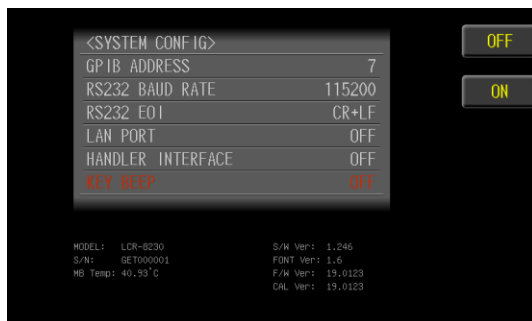 <SYSTEM CONFIG>
GPIB ADDRESS 7
RS232 BAUD RATE 115200
RS232 EOI CR+LF
LAN PORT OFF
HANDLER INTERFACE OFF
KEY BEEP OFF
OFF
ON
MODEL: LCR-8230
S/N: GET000001
MB Temp: 40.93°C
S/W Ver: 1.246
FONT Ver: 1.6
F/W Ver: 19.0123
CAL Ver: 19.0123